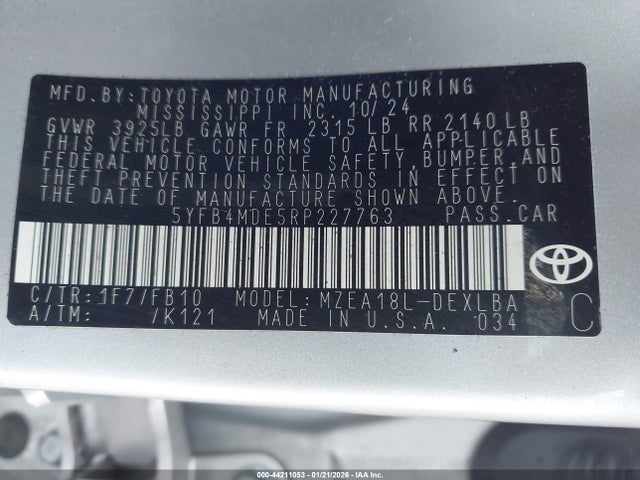 MFD.BY:TOYOTA MOTOR MANUFACTURING
MISSISSIPPI INC. 10/24
GVWR 3925LB GAWR FR 2315 LB RR 2140 LB
THIS VEHICLE CONFORMS TO ALL APPLICABLE
FEDERAL MOTOR VEHICLE SAFETY, BUMPER, AND
THEFT PREVENTION STANDARDS IN EFFECT ON
THE DATE OF MANUFACTURE SHOWN ABOVE.
5YFB4MDE5RP227763 PASS.CAR
C/TR: 1F7/FB10 MODEL: MZEA18L-DEXLBA
A/TM: /K121 MADE IN U.S.A. 034 C
000-44211053 - 01/21/2026 - IAA Inc.